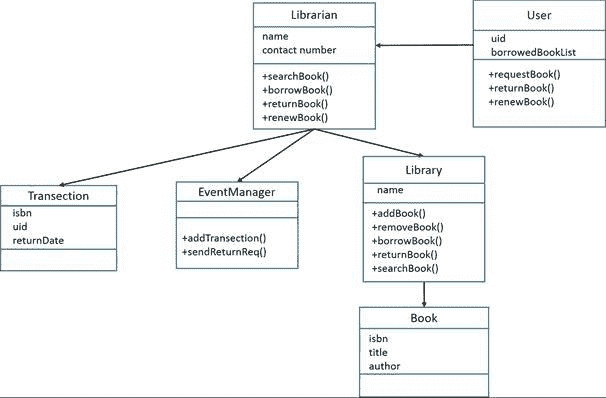 Librarian
name
contact number
+searchBook()
+borrowBook()
+returnBook()
+renewBook()
User
uid
borrowedBookList
+requestBook()
+returnBook()
+renewBook()
Transection
isbn
uid
returnDate
EventManager
+addTransection()
+sendReturnReq()
Library
name
+addBook()
+removeBook()
+borrowBook()
+returnBook()
+searchBook()
Book
isbn
title
author